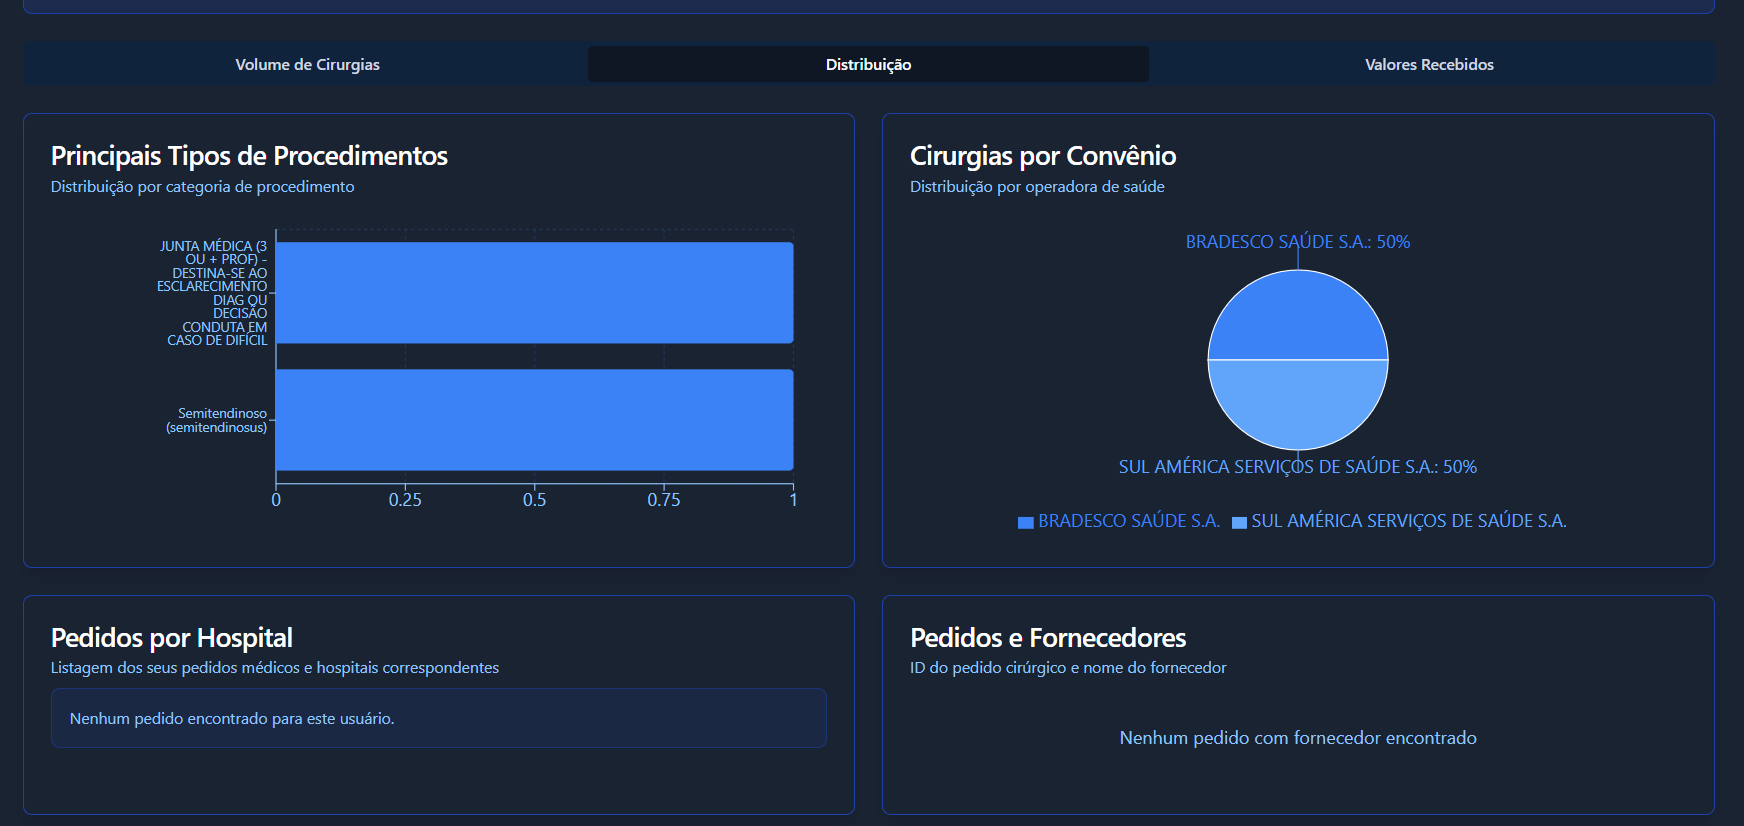 Volume de Cirurgias
Distribuição
Valores Recebidos
Principais Tipos de Procedimentos
Distribuição por categoria de procedimento
JUNTA MÉDICA (3
OU + PROF) -
DESTINA-SE AO
ESCLARECIMENTO
DIAG OU
DECISÃO
CONDUTA EM
CASO DE DIFÍCIL
Semitendinoso
(semitendinosus)
0
0.25
0.5
0.75
1
Cirurgias por Convênio
Distribuição por operadora de saúde
BRADESCO SAÚDE S.A.: 50%
SUL AMÉRICA SERVIÇOS DE SAÚDE S.A.: 50%
BRADESCO SAÚDE S.A.
SUL AMÉRICA SERVIÇOS DE SAÚDE S.A.
Pedidos por Hospital
Listagem dos seus pedidos médicos e hospitais correspondentes
Nenhum pedido encontrado para este usuário.
Pedidos e Fornecedores
ID do pedido cirúrgico e nome do fornecedor
Nenhum pedido com fornecedor encontrado